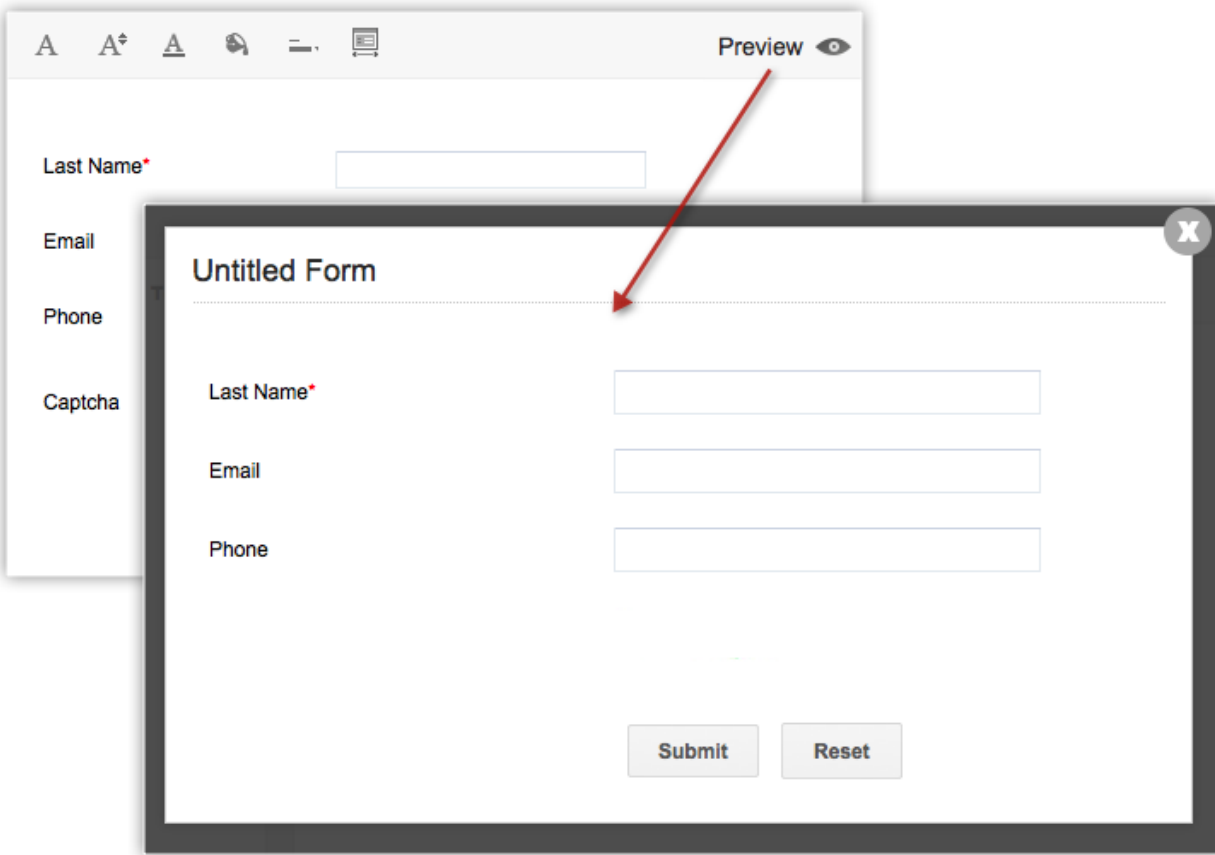 Preview
Last Name*
Email
Phone
Captcha
X
Untitled Form
Last Name*
Email
Phone
Submit Reset